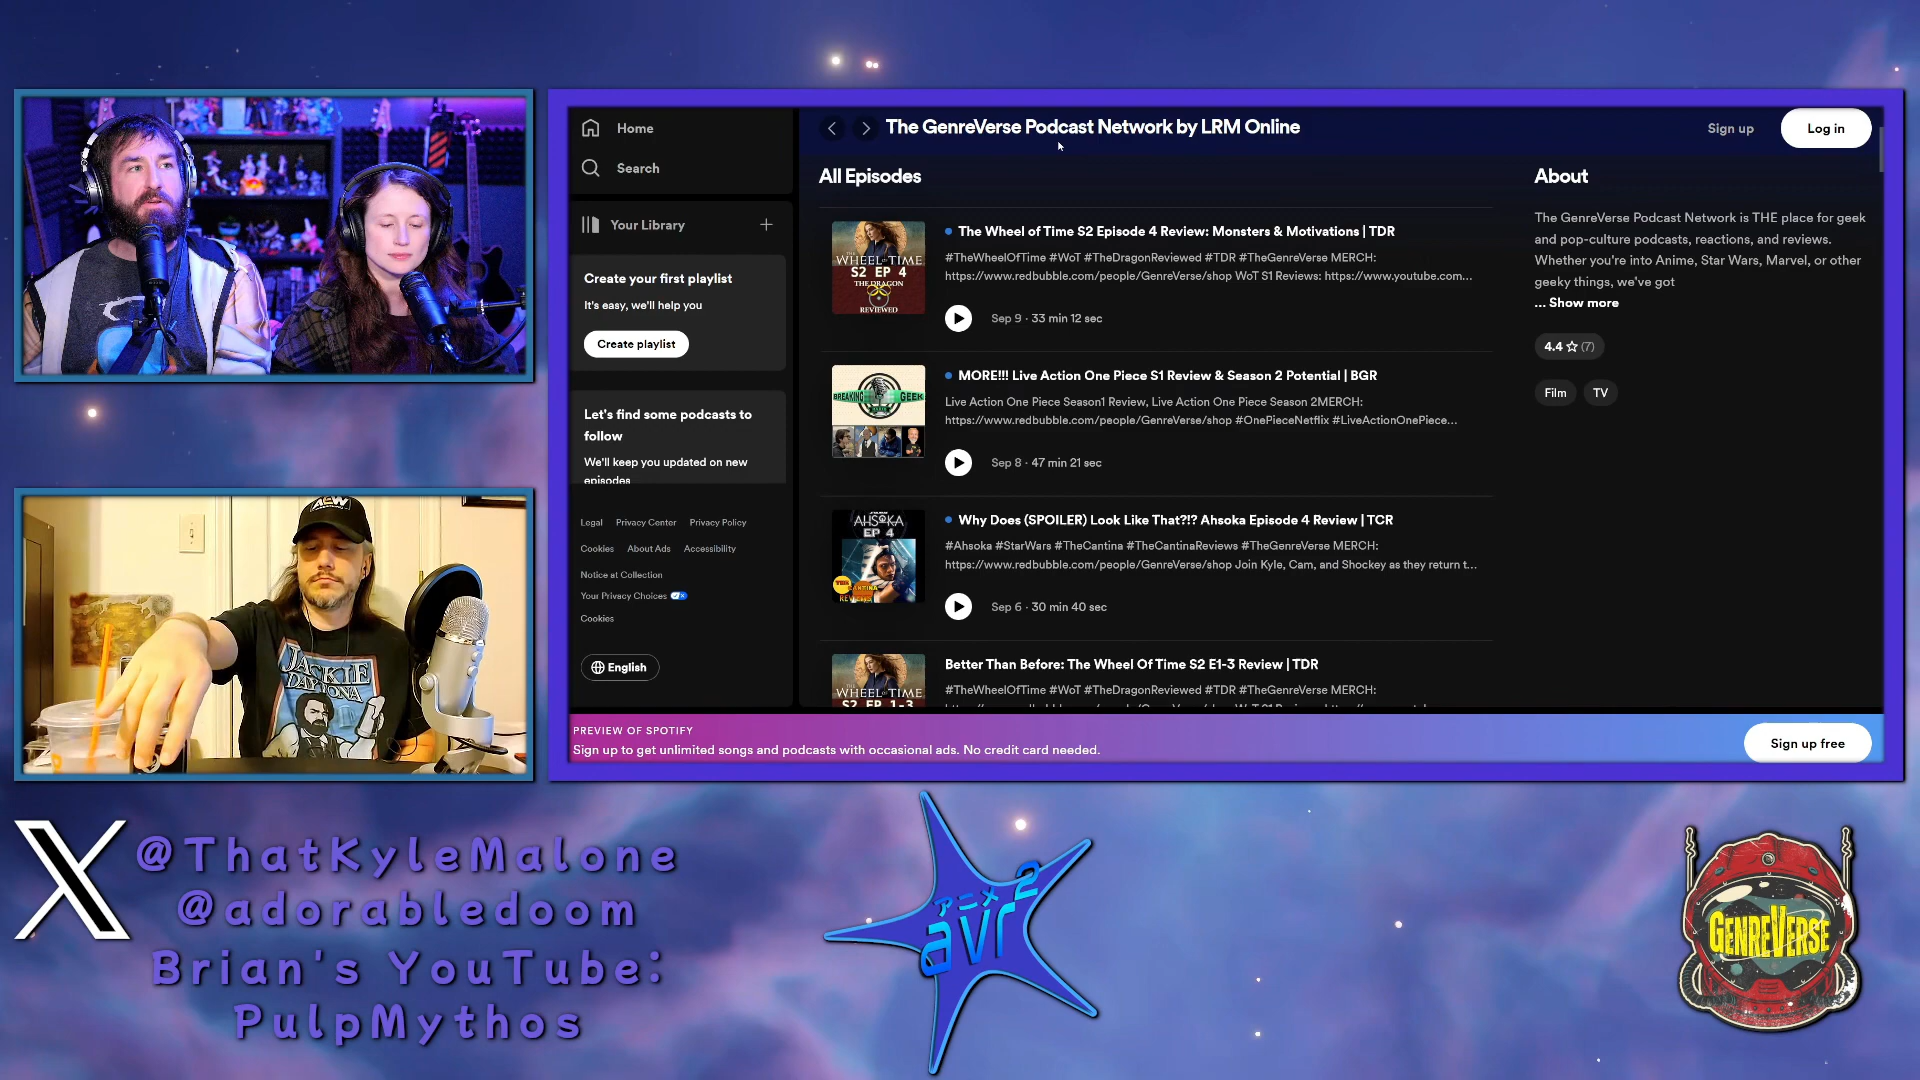 Home
Search
Your Library
Create your first playlist
It's easy, we'll help you
Create playlist
Let's find some podcasts to
follow
We'll keep you updated on new
episodes
Legal Privacy Center Privacy Policy
Cookies About Ads Accessibility
Notice at Collection
Your Privacy Choices
Cookies
English
The GenreVerse Podcast Network by LRM Online
Sign up
Log in
All Episodes
The Wheel of Time S2 Episode 4 Review: Monsters & Motivations | TDR
#TheWheelOfTime #WoT #TheDragonReviewed #TDR #TheGenreVerse MERCH:
https://www.redbubble.com/people/GenreVerse/shop WoT S1 Reviews: https://www.youtube.com...
Sep 9 · 33 min 12 sec
WHEEL OF TIME
S2 EP 4
THE DRAGON
REVIEWED
MORE!!! Live Action One Piece S1 Review & Season 2 Potential | BGR
Live Action One Piece Season1 Review, Live Action One Piece Season 2MERCH:
https://www.redbubble.com/people/GenreVerse/shop #OnePieceNetflix #LiveActionOnePiece...
Sep 8 · 47 min 21 sec
BREAKING GEEK
Why Does (SPOILER) Look Like That?!? Ahsoka Episode 4 Review | TCR
#Ahsoka #StarWars #TheCantina #TheCantinaReviews #TheGenreVerse MERCH:
https://www.redbubble.com/people/GenreVerse/shop Join Kyle, Cam, and Shockey as they return t...
Sep 6 · 30 min 40 sec
AHSOKA
EP 4
Better Than Before: The Wheel Of Time S2 E1-3 Review | TDR
#TheWheelOfTime #WoT #TheDragonReviewed #TDR #TheGenreVerse MERCH:
WHEEL OF TIME
S2 EP 1-3
About
The GenreVerse Podcast Network is THE place for geek
and pop-culture podcasts, reactions, and reviews.
Whether you're into Anime, Star Wars, Marvel, or other
geeky things, we've got
... Show more
4.4 (7)
Film TV
PREVIEW OF SPOTIFY
Sign up to get unlimited songs and podcasts with occasional ads. No credit card needed.
Sign up free
AEW
JACKIE
DAYTONA
@ThatKyleMalone
@adorabledoom
Brian's YouTube:
PulpMythos
アニメ
avr2
GENREVERSE